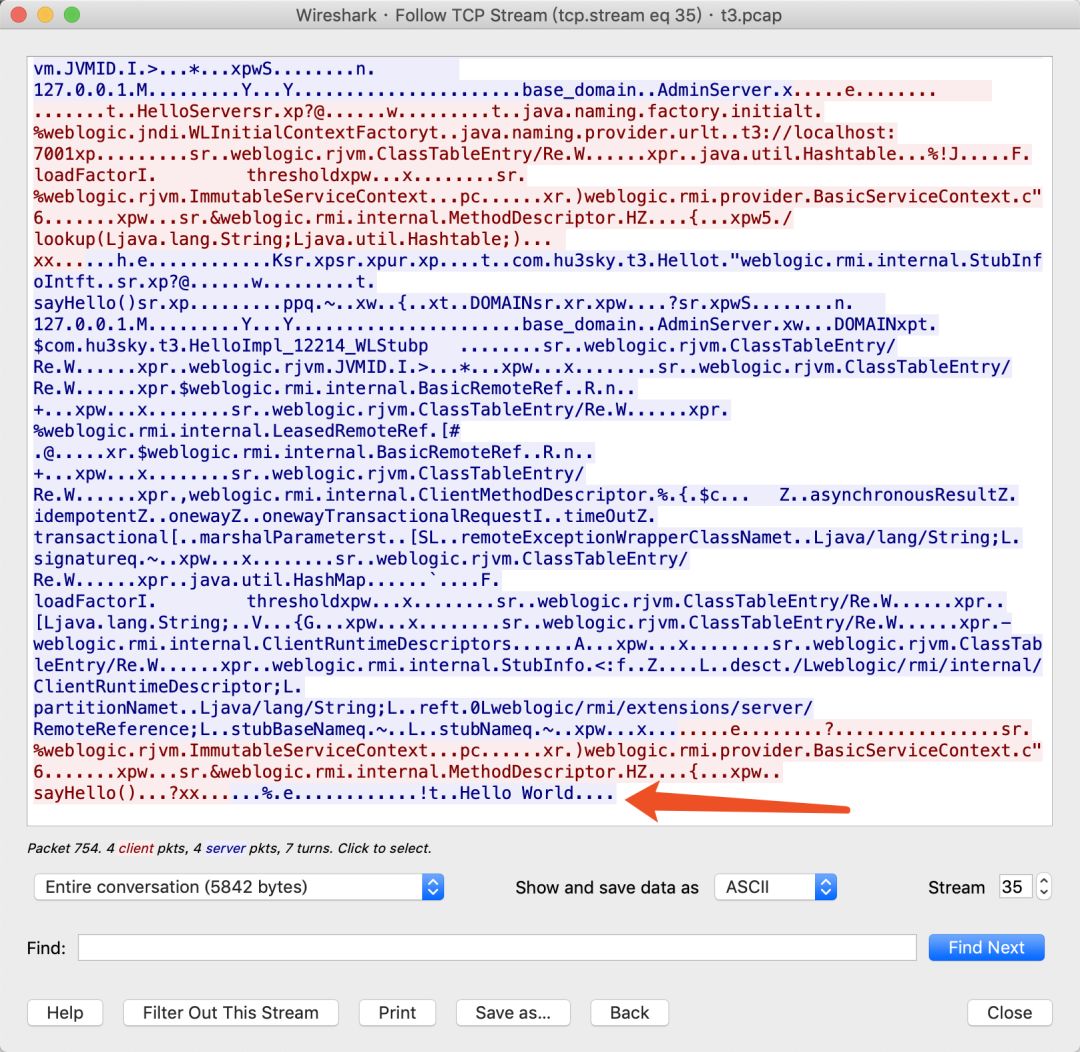 Wireshark · Follow TCP Stream (tcp.stream eq 35) · t3.pcap
vm.JVMID.I.>...*...xpwS........n.
127.0.0.1.M.........Y...Y......................base_domain..AdminServer.x.....e........
.......t..HelloServersr.xp?@......w.........t..java.naming.factory.initialt.
%weblogic.jndi.WLInitialContextFactoryt..java.naming.provider.urlt..t3://localhost:
7001xp.........sr..weblogic.rjvm.ClassTableEntry/Re.W......xpr..java.util.Hashtable...%!J.....F.
loadFactorI. thresholdxpw...x........sr.
%weblogic.rjvm.ImmutableServiceContext...pc......xr.)weblogic.rmi.provider.BasicServiceContext.c"
6.......xpw...sr.&weblogic.rmi.internal.MethodDescriptor.HZ....{...xpw5./
lookup(Ljava.lang.String;Ljava.util.Hashtable;)...
xx......h.e............Ksr.xpsr.xpur.xp....t..com.hu3sky.t3.Hellot."weblogic.rmi.internal.StubInf
oIntft..sr.xp?@......w.........t.
sayHello()sr.xp.........ppq.~..xw..{..xt..DOMAINsr.xr.xpw....?sr.xpwS........n.
127.0.0.1.M.........Y...Y......................base_domain..AdminServer.xw...DOMAINxpt.
$com.hu3sky.t3.HelloImpl_12214_WLStubp ........sr..weblogic.rjvm.ClassTableEntry/
Re.W......xpr..weblogic.rjvm.JVMID.I.>...*...xpw...x........sr..weblogic.rjvm.ClassTableEntry/
Re.W......xpr.$weblogic.rmi.internal.BasicRemoteRef..R.n..
+...xpw...x........sr..weblogic.rjvm.ClassTableEntry/Re.W......xpr.
%weblogic.rmi.internal.LeasedRemoteRef.[#
.@.....xr.$weblogic.rmi.internal.BasicRemoteRef..R.n..
+...xpw...x........sr..weblogic.rjvm.ClassTableEntry/
Re.W......xpr.,weblogic.rmi.internal.ClientMethodDescriptor.%.{.$c... Z..asynchronousResultZ.
idempotentZ..onewayZ..onewayTransactionalRequestI..timeOutZ.
transactional[..marshalParameterst..[SL..remoteExceptionWrapperClassNamet..Ljava/lang/String;L.
signatureq.~..xpw...x........sr..weblogic.rjvm.ClassTableEntry/
Re.W......xpr..java.util.HashMap......`....F.
loadFactorI. thresholdxpw...x........sr..weblogic.rjvm.ClassTableEntry/Re.W......xpr..
[Ljava.lang.String;..V...{G...xpw...x........sr..weblogic.rjvm.ClassTableEntry/Re.W......xpr.-
weblogic.rmi.internal.ClientRuntimeDescriptors......A...xpw...x........sr..weblogic.rjvm.ClassTab
leEntry/Re.W......xpr..weblogic.rmi.internal.StubInfo.<:f..Z....L..desct./Lweblogic/rmi/internal/
ClientRuntimeDescriptor;L.
partitionNamet..Ljava/lang/String;L..reft.0Lweblogic/rmi/extensions/server/
RemoteReference;L..stubBaseNameq.~..L..stubNameq.~..xpw...x........e........?................sr.
%weblogic.rjvm.ImmutableServiceContext...pc......xr.)weblogic.rmi.provider.BasicServiceContext.c"
6.......xpw...sr.&weblogic.rmi.internal.MethodDescriptor.HZ....{...xpw..
sayHello()...?xx......%.e............!t..Hello World....
Packet 754. 4 client pkts, 4 server pkts, 7 turns. Click to select.
Entire conversation (5842 bytes)
Show and save data as
ASCII
Stream
35
Find:
Find Next
Help
Filter Out This Stream
Print
Save as...
Back
Close